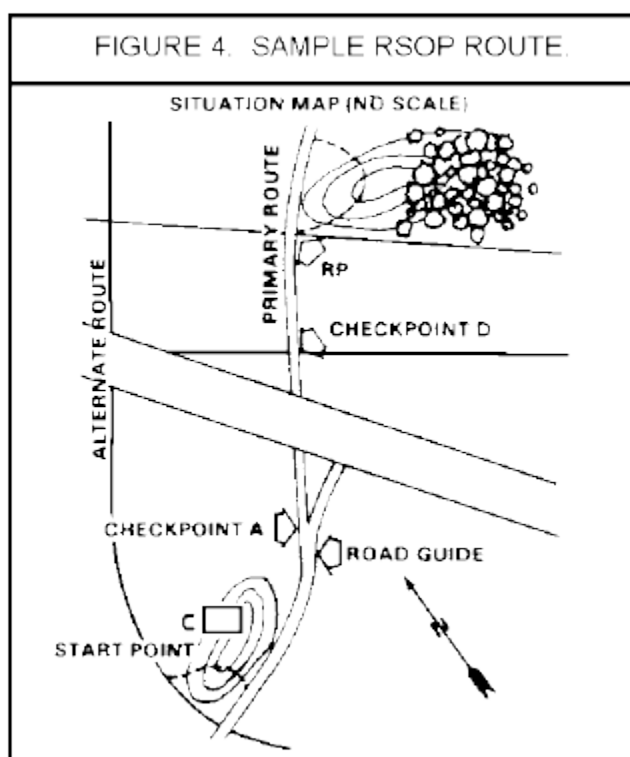 FIGURE 4. SAMPLE RSOP ROUTE.
SITUATION MAP (NO SCALE)
PRIMARY ROUTE
ALTERNATE ROUTE
RP
CHECKPOINT D
CHECKPOINT A
ROAD GUIDE
C
START POINT
N